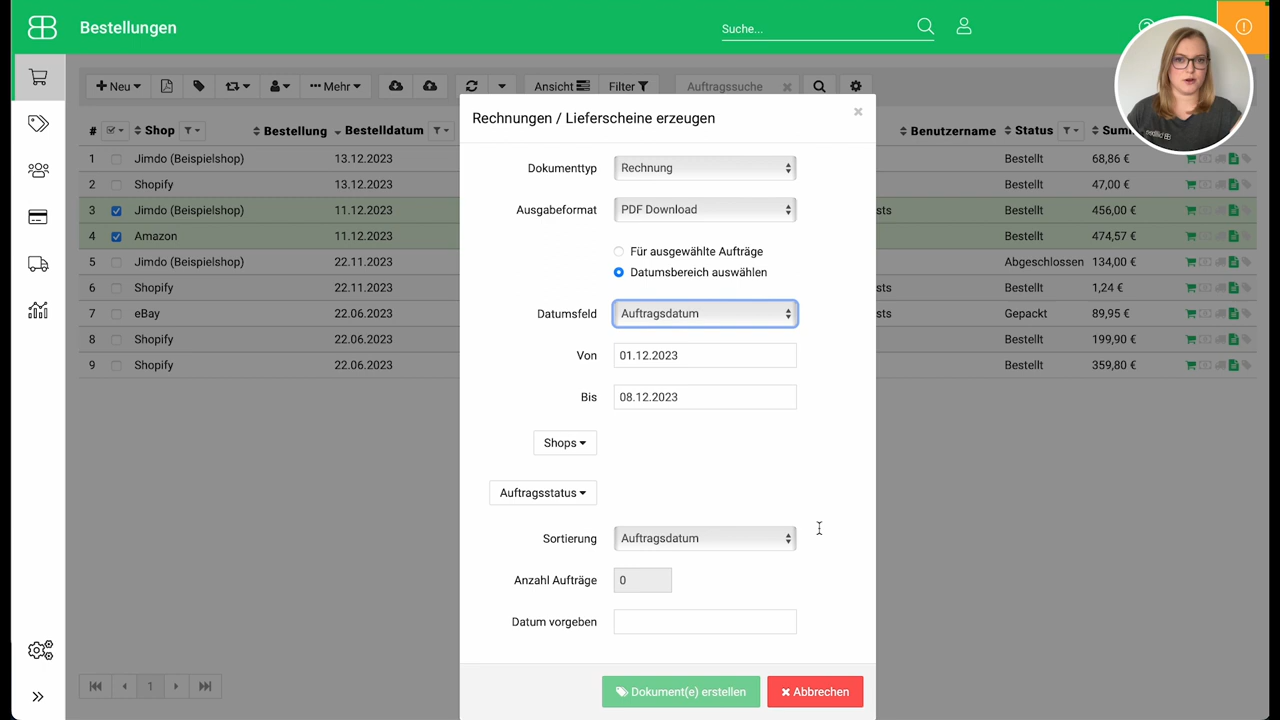 Bestellungen
Suche...
Neu
Mehr
Ansicht
Filter
Auftragssuche
# Shop Bestellung Bestelldatum Benutzername Status
1 Jimdo (Beispielshop) 13.12.2023 Bestellt 68,86 €
2 Shopify 13.12.2023 Bestellt 47,00 €
3 Jimdo (Beispielshop) 11.12.2023 Bestellt 456,00 €
4 Amazon 11.12.2023 Bestellt 474,57 €
5 Jimdo (Beispielshop) 22.11.2023 Abgeschlossen 134,00 €
6 Shopify 22.11.2023 Bestellt 1,24 €
7 eBay 22.06.2023 Gepackt 89,95 €
8 Shopify 22.06.2023 Bestellt 199,90 €
9 Shopify 22.06.2023 Bestellt 359,80 €
1
Rechnungen / Lieferscheine erzeugen
Dokumenttyp Rechnung
Ausgabeformat PDF Download
Für ausgewählte Aufträge
Datumsbereich auswählen
Datumsfeld Auftragsdatum
Von 01.12.2023
Bis 08.12.2023
Shops
Auftragsstatus
Sortierung Auftragsdatum
Anzahl Aufträge 0
Datum vorgeben
Dokument(e) erstellen
Abbrechen